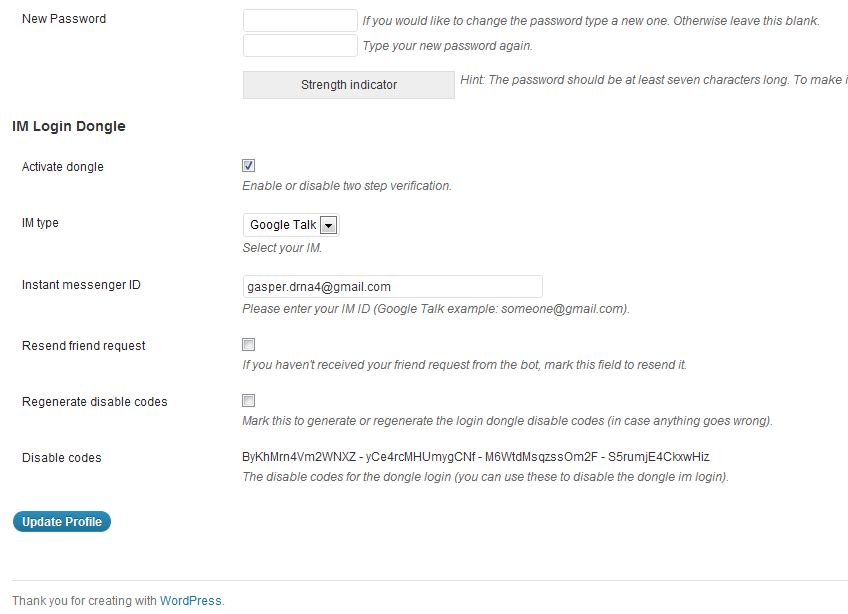 New Password
If you would like to change the password type a new one. Otherwise leave this blank.
Type your new password again.
Strength indicator
Hint: The password should be at least seven characters long. To make i
IM Login Dongle
Activate dongle
Enable or disable two step verification.
IM type
Google Talk
Select your IM.
Instant messenger ID
gasper.drna4@gmail.com
Please enter your IM ID (Google Talk example: someone@gmail.com).
Resend friend request
If you haven't received your friend request from the bot, mark this field to resend it.
Regenerate disable codes
Mark this to generate or regenerate the login dongle disable codes (in case anything goes wrong).
Disable codes
ByKhMrn4Vm2WNXZ - yCe4rcMHUmygCNf - M6WtdMsqzssOm2F - S5rumjE4CkxwHiz
The disable codes for the dongle login (you can use these to disable the dongle im login).
Update Profile
Thank you for creating with WordPress.